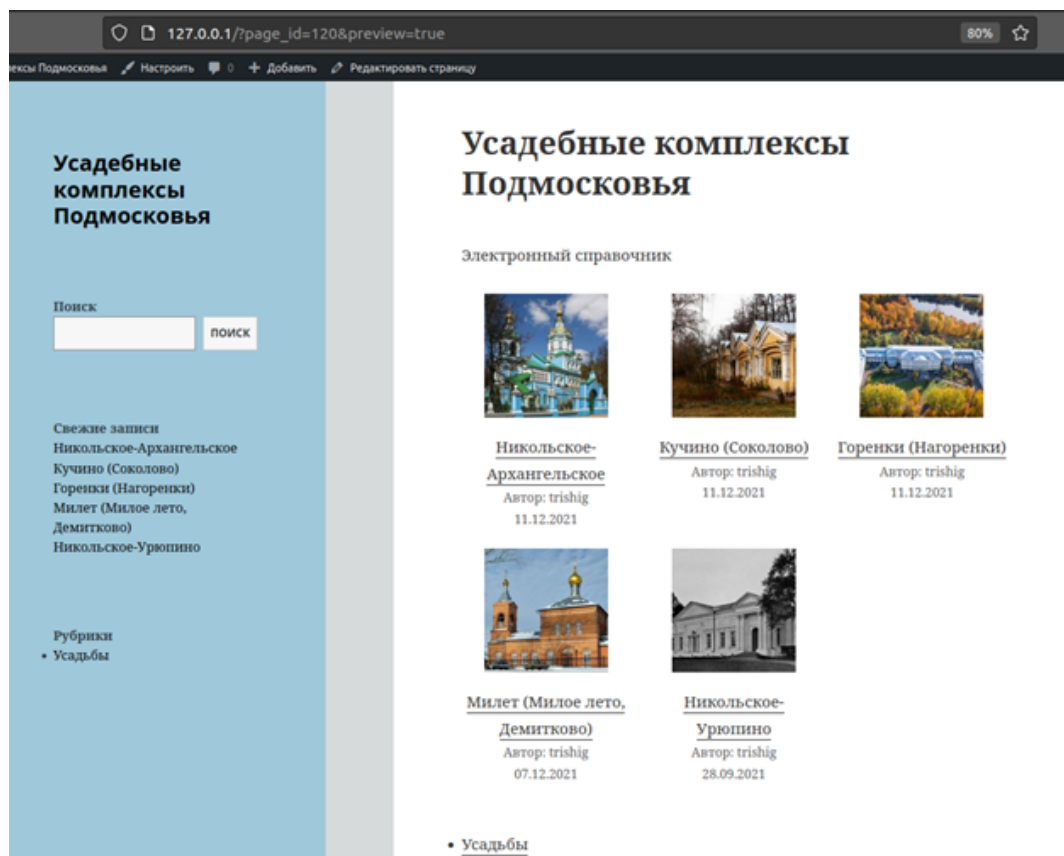 127.0.0.1/?page_id=120&preview=true
80%
ексы Подмосковья Настроить 0 Добавить Редактировать страницу
Усадебные
комплексы
Подмосковья
Поиск
ПОИСК
Свежие записи
Никольское-Архангельское
Кучино (Соколово)
Горенки (Нагоренки)
Милет (Милое лето,
Демитково)
Никольское-Урюпино
Рубрики
• Усадьбы
Усадебные комплексы
Подмосковья
Электронный справочник
Никольское-
Архангельское
Автор: trishig
11.12.2021
Кучино (Соколово)
Автор: trishig
11.12.2021
Горенки (Нагоренки)
Автор: trishig
11.12.2021
Милет (Милое лето,
Демитково)
Автор: trishig
07.12.2021
Никольское-
Урюпино
Автор: trishig
28.09.2021
• Усадьбы